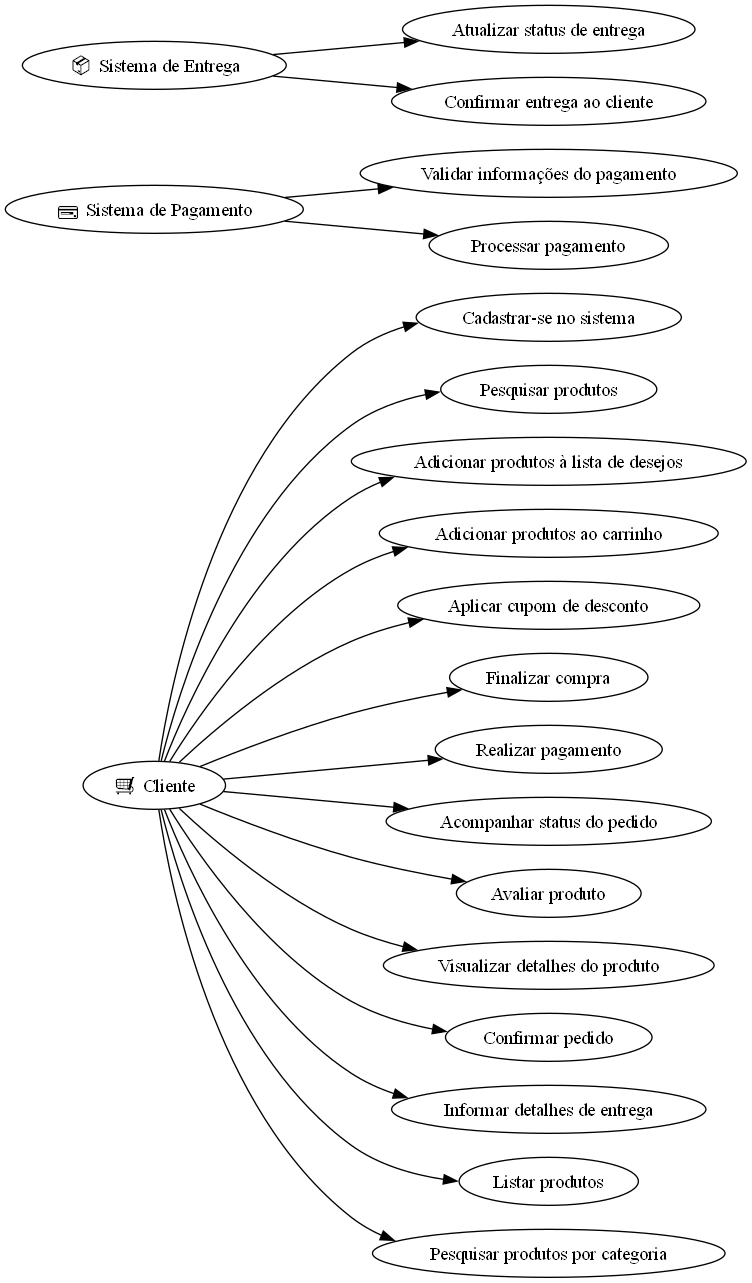 Atualizar status de entrega
Sistema de Entrega
Confirmar entrega ao cliente
Validar informações do pagamento
Sistema de Pagamento
Processar pagamento
Cadastrar-se no sistema
Pesquisar produtos
Adicionar produtos à lista de desejos
Adicionar produtos ao carrinho
Aplicar cupom de desconto
Finalizar compra
Realizar pagamento
Cliente
Acompanhar status do pedido
Avaliar produto
Visualizar detalhes do produto
Confirmar pedido
Informar detalhes de entrega
Listar produtos
Pesquisar produtos por categoria